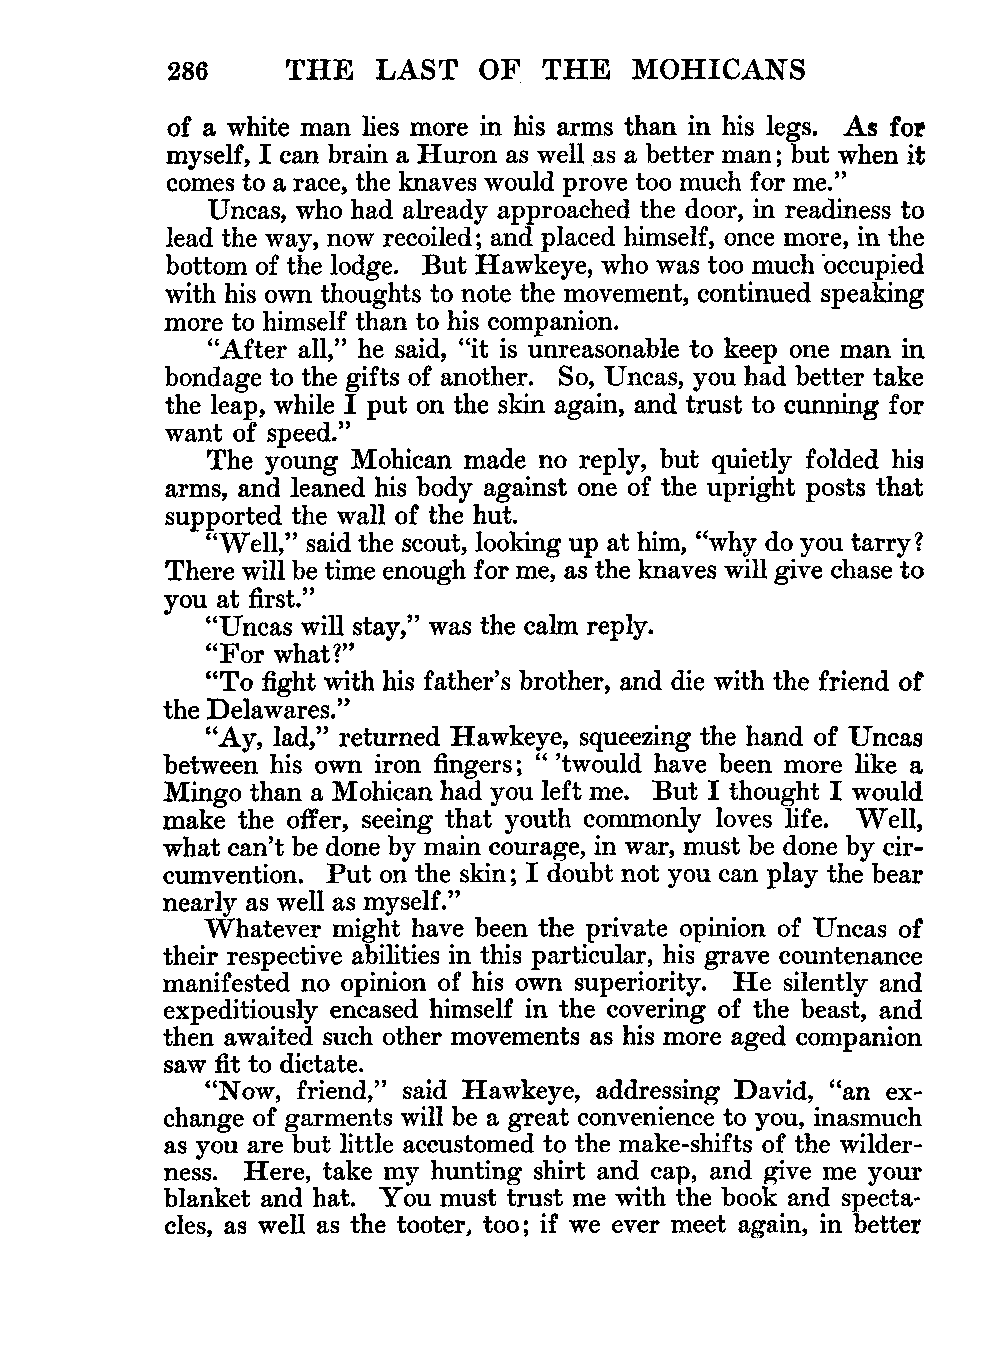 286 THE LAST OF THE MOHICANS
of a white man lies more in his arms than in his legs. As for
myself, I can brain a Huron as well as a better man; but when it
comes to a race, the knaves would prove too much for me.”
Uncas, who had already approached the door, in readiness to
lead the way, now recoiled; and placed himself, once more, in the
bottom of the lodge. But Hawkeye, who was too much occupied
with his own thoughts to note the movement, continued speaking
more to himself than to his companion.
“After all,” he said, “it is unreasonable to keep one man in
bondage to the gifts of another. So, Uncas, you had better take
the leap, while I put on the skin again, and trust to cunning for
want of speed.”
The young Mohican made no reply, but quietly folded his
arms, and leaned his body against one of the upright posts that
supported the wall of the hut.
“Well,” said the scout, looking up at him, “why do you tarry?
There will be time enough for me, as the knaves will give chase to
you at first.”
“Uncas will stay,” was the calm reply.
“For what?”
“To fight with his father’s brother, and die with the friend of
the Delawares.”
“Ay, lad,” returned Hawkeye, squeezing the hand of Uncas
between his own iron fingers; “ ’twould have been more like a
Mingo than a Mohican had you left me. But I thought I would
make the offer, seeing that youth commonly loves life. Well,
what can’t be done by main courage, in war, must be done by cir-
cumvention. Put on the skin; I doubt not you can play the bear
nearly as well as myself.”
Whatever might have been the private opinion of Uncas of
their respective abilities in this particular, his grave countenance
manifested no opinion of his own superiority. He silently and
expeditiously encased himself in the covering of the beast, and
then awaited such other movements as his more aged companion
saw fit to dictate.
“Now, friend,” said Hawkeye, addressing David, “an ex-
change of garments will be a great convenience to you, inasmuch
as you are but little accustomed to the make-shifts of the wilder-
ness. Here, take my hunting shirt and cap, and give me your
blanket and hat. You must trust me with the book and specta-
cles, as well as the tooter, too; if we ever meet again, in better